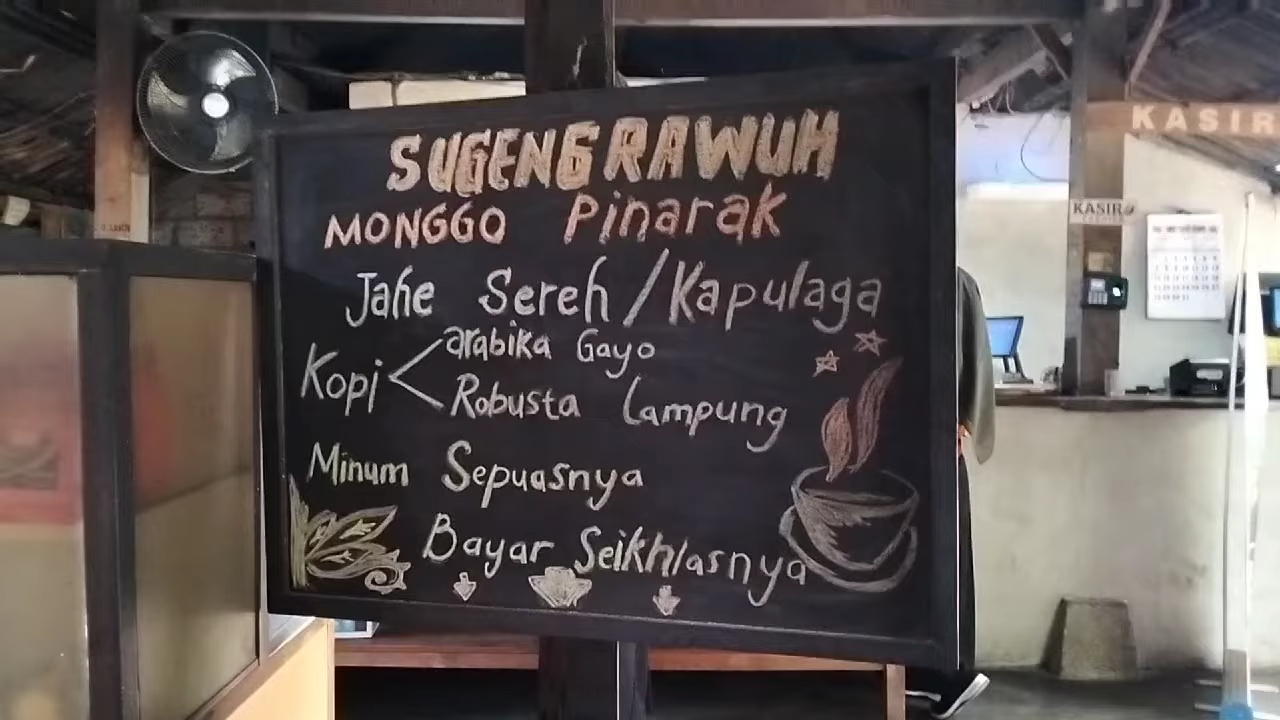 SUGENG RAWUH
MONGGO Pinarak
Jahe Sereh / Kapulaga
Kopi < arabika Gayo
Robusta Lampung
Minum Sepuasnya
Bayar Seikhlasnya
KASIR
KASIR